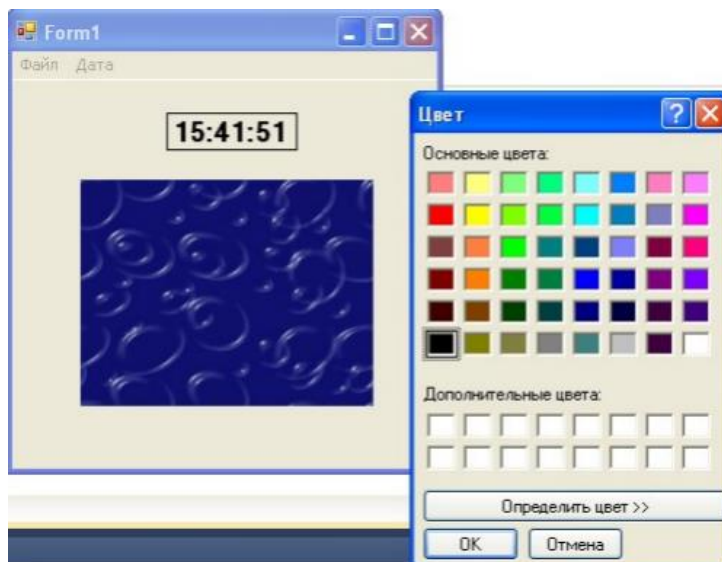 Form1
Файл Дата
15:41:51
Цвет
Основные цвета:
Дополнительные цвета:
Определить цвет >>
OK Отмена